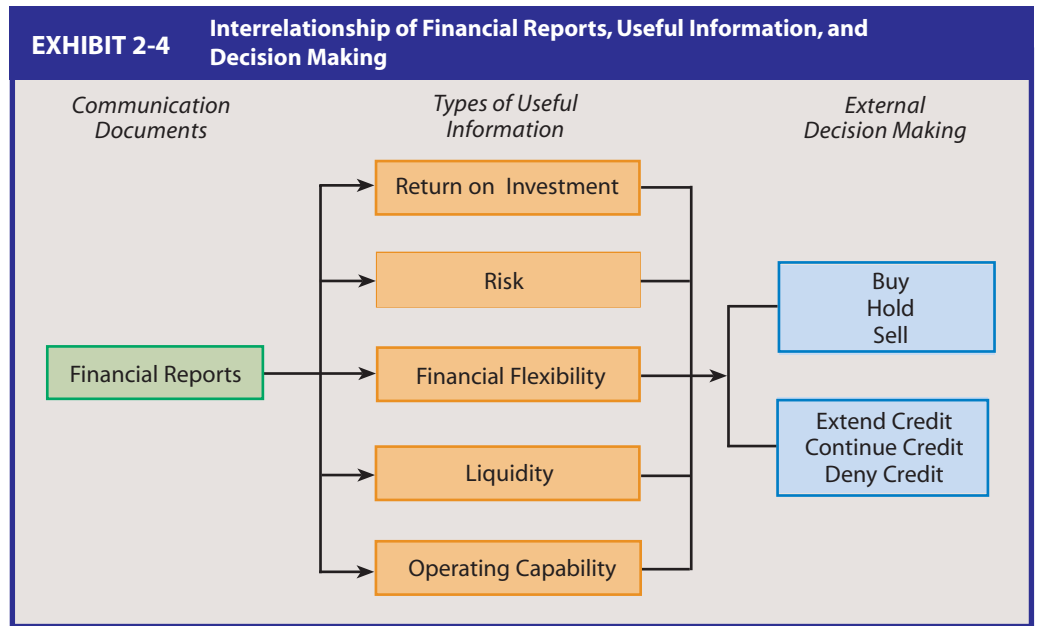 EXHIBIT 2-4
Interrelationship of Financial Reports, Useful Information, and
Decision Making
Communication
Documents
Types of Useful
Information
External
Decision Making
Financial Reports
Return on Investment
Risk
Financial Flexibility
Liquidity
Operating Capability
Buy
Hold
Sell
Extend Credit
Continue Credit
Deny Credit